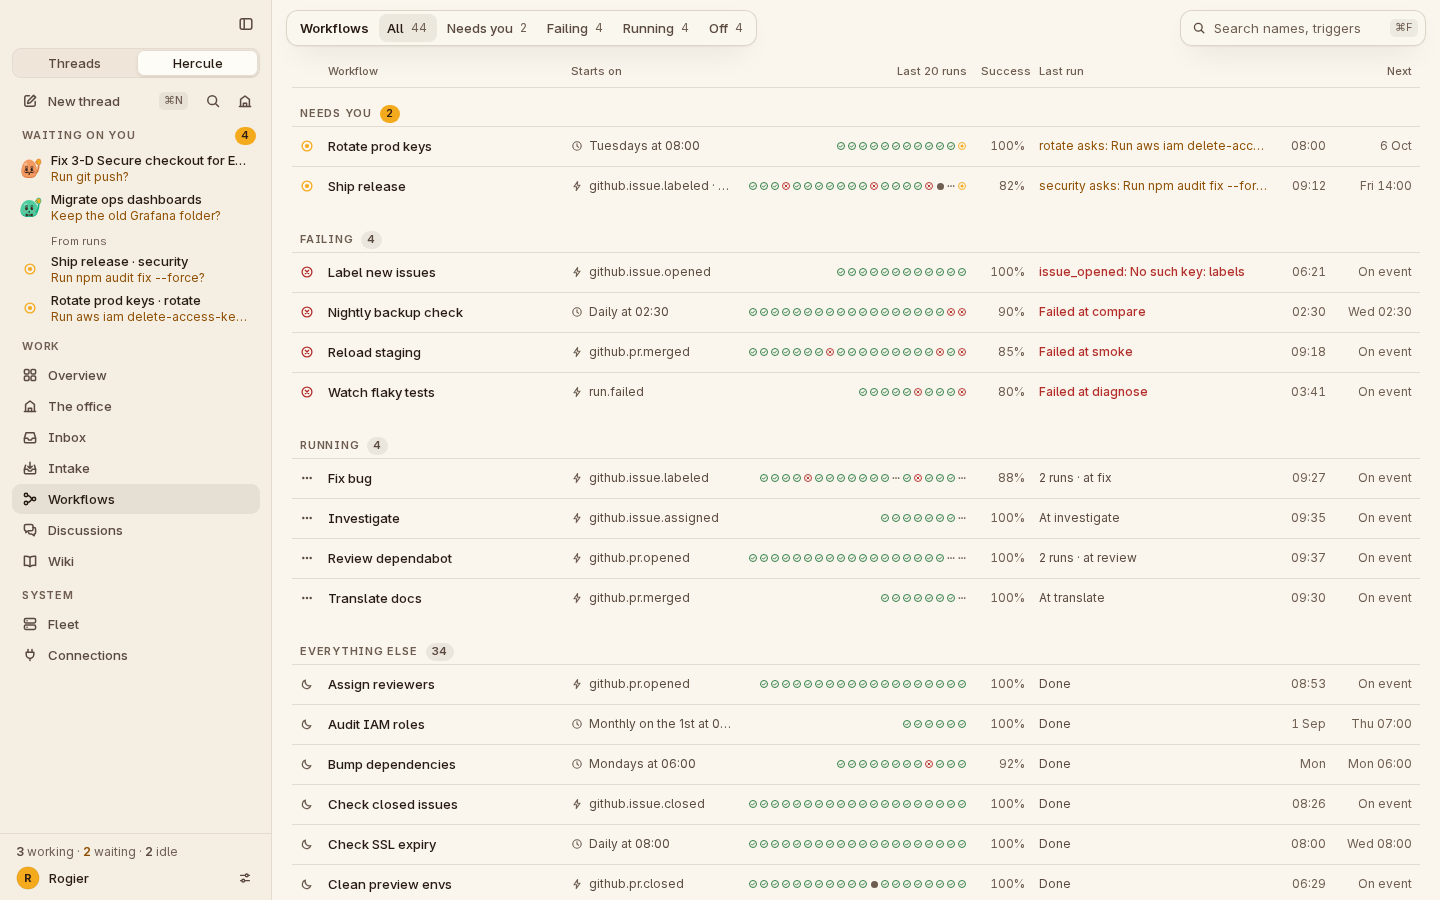 Threads
Hercule
New thread
⌘N
WAITING ON YOU
4
Fix 3-D Secure checkout for E…
Run git push?
Migrate ops dashboards
Keep the old Grafana folder?
From runs
Ship release · security
Run npm audit fix --force?
Rotate prod keys · rotate
Run aws iam delete-access-ke…
WORK
Overview
The office
Inbox
Intake
Workflows
Discussions
Wiki
SYSTEM
Fleet
Connections
3 working · 2 waiting · 2 idle
R
Rogier
Workflows All 44 Needs you 2 Failing 4 Running 4 Off 4
Search names, triggers ⌘F
Workflow Starts on Last 20 runs Success Last run Next
NEEDS YOU 2
Rotate prod keys Tuesdays at 08:00 100% rotate asks: Run aws iam delete-acc… 08:00 6 Oct
Ship release github.issue.labeled · … 82% security asks: Run npm audit fix --for… 09:12 Fri 14:00
FAILING 4
Label new issues github.issue.opened 100% issue_opened: No such key: labels 06:21 On event
Nightly backup check Daily at 02:30 90% Failed at compare 02:30 Wed 02:30
Reload staging github.pr.merged 85% Failed at smoke 09:18 On event
Watch flaky tests run.failed 80% Failed at diagnose 03:41 On event
RUNNING 4
Fix bug github.issue.labeled 88% 2 runs · at fix 09:27 On event
Investigate github.issue.assigned 100% At investigate 09:35 On event
Review dependabot github.pr.opened 100% 2 runs · at review 09:37 On event
Translate docs github.pr.merged 100% At translate 09:30 On event
EVERYTHING ELSE 34
Assign reviewers github.pr.opened 100% Done 08:53 On event
Audit IAM roles Monthly on the 1st at 0… 100% Done 1 Sep Thu 07:00
Bump dependencies Mondays at 06:00 92% Done Mon Mon 06:00
Check closed issues github.issue.closed 100% Done 08:26 On event
Check SSL expiry Daily at 08:00 100% Done 08:00 Wed 08:00
Clean preview envs github.pr.closed 100% Done 06:29 On event